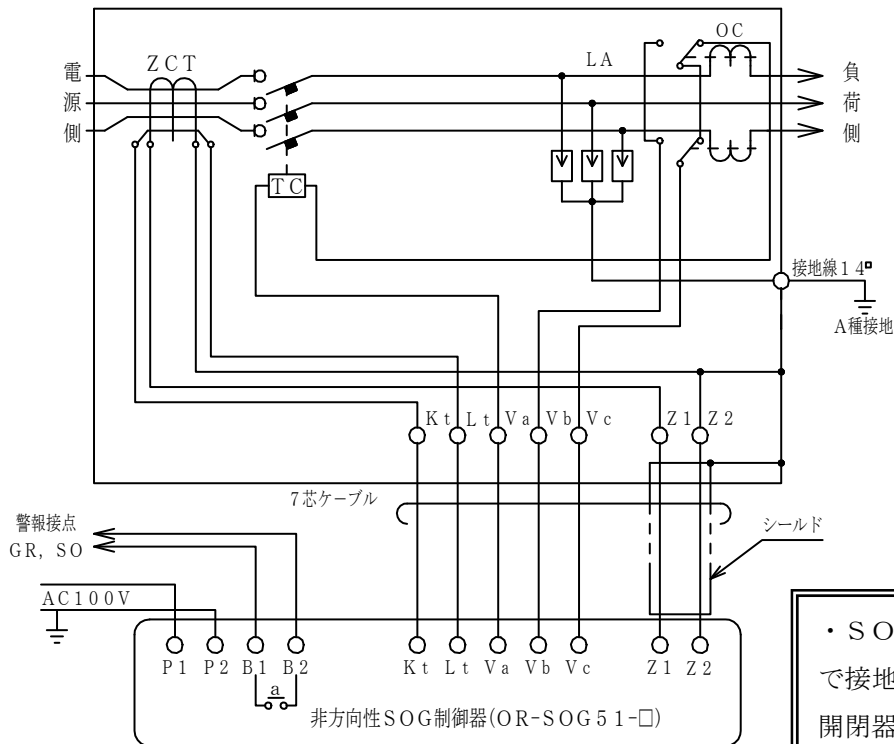 OC
ZCT
LA
電
源
側
負
荷
側
TC
接地線14□
A種接地
Kt Lt Va Vb Vc Z1 Z2
7芯ケーブル
警報接点
GR, SO
シールド
AC100V
P1 P2 B1 B2 Kt Lt Va Vb Vc Z1 Z2
a
非方向性SOG制御器(OR-SOG51-□)
・SO
で接地
開閉器